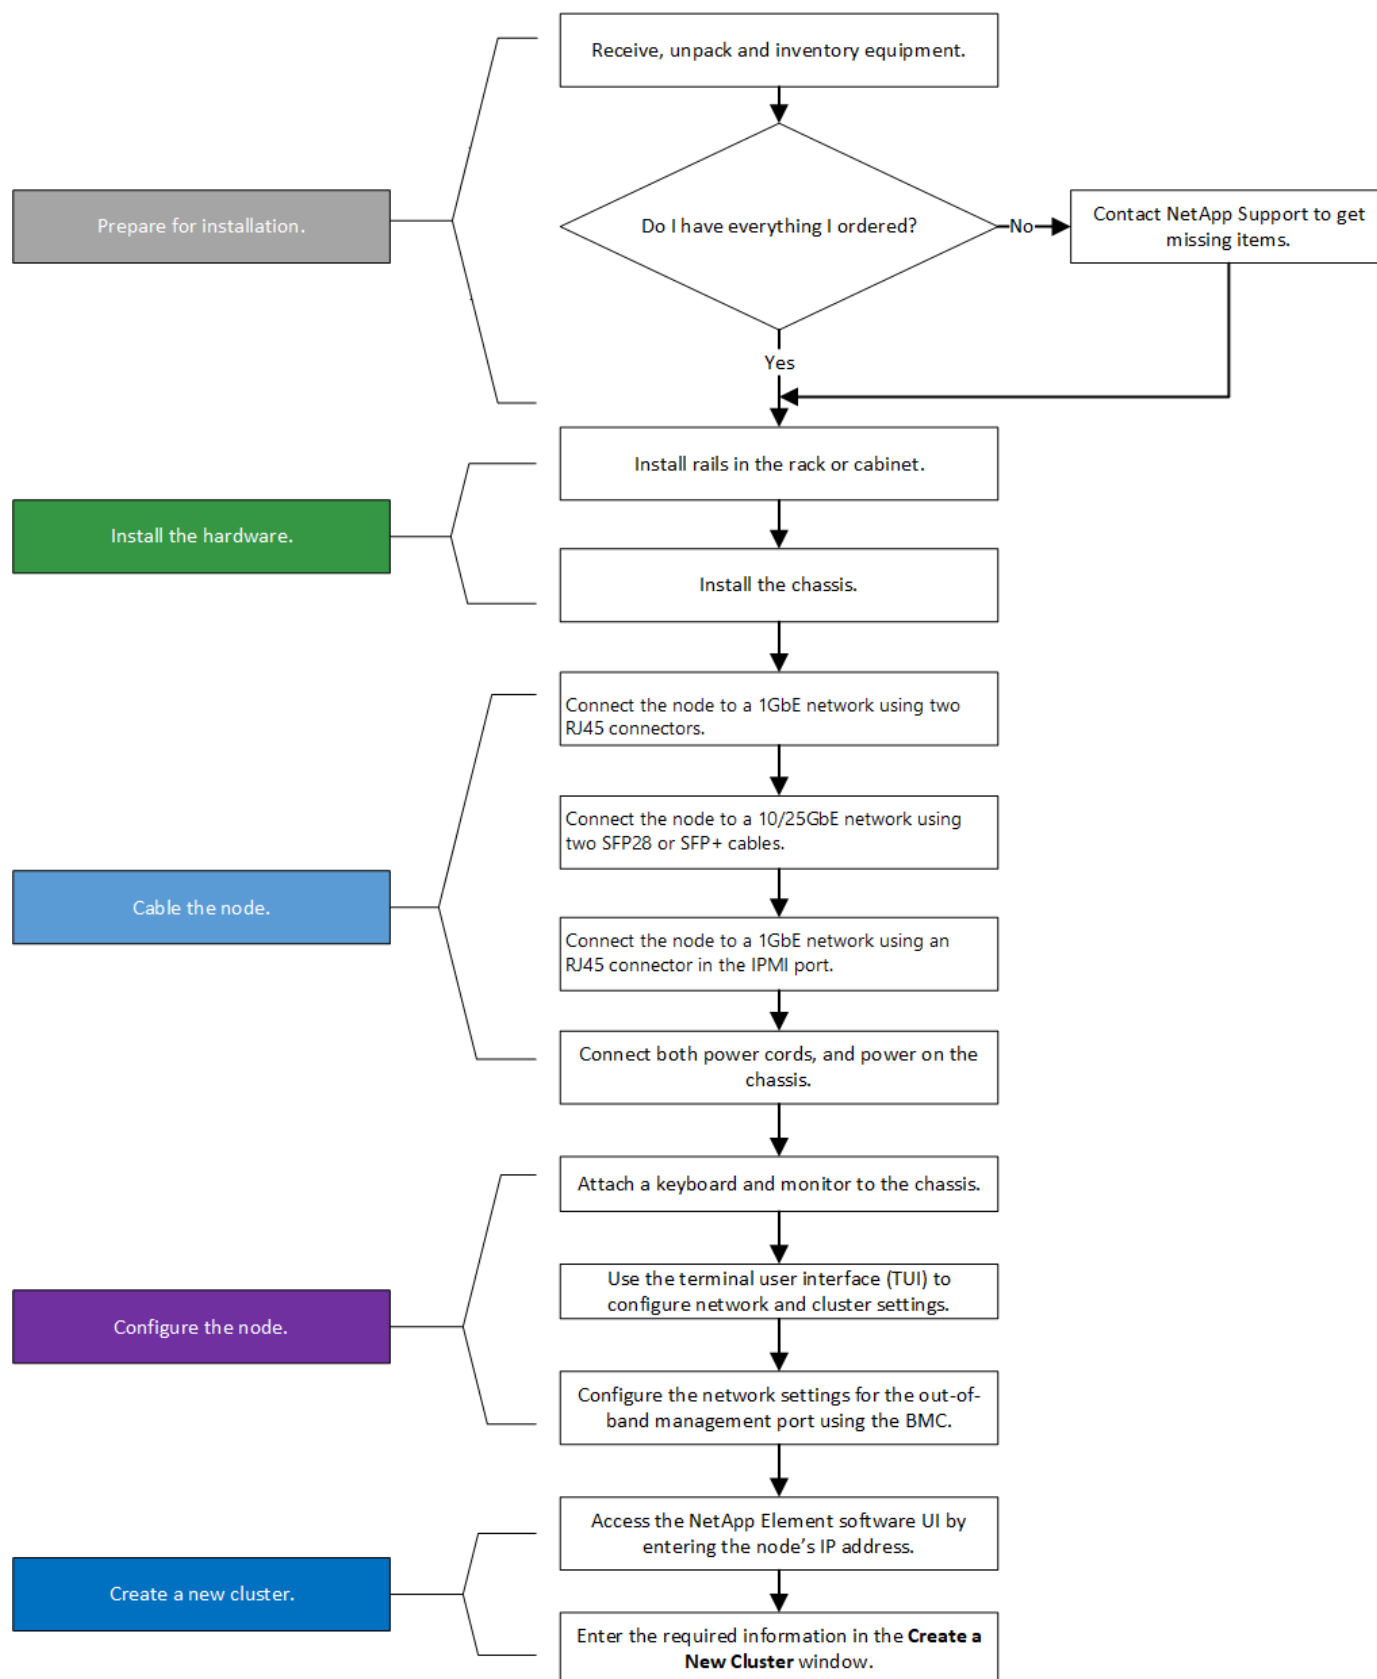 Receive, unpack and inventory equipment.
Prepare for installation.
Do I have everything I ordered?
No
Contact NetApp Support to get
missing items.
Yes
Install rails in the rack or cabinet.
Install the hardware.
Install the chassis.
Connect the node to a 1GbE network using two
RJ45 connectors.
Connect the node to a 10/25GbE network using
two SFP28 or SFP+ cables.
Cable the node.
Connect the node to a 1GbE network using an
RJ45 connector in the IPMI port.
Connect both power cords, and power on the
chassis.
Attach a keyboard and monitor to the chassis.
Use the terminal user interface (TUI) to
configure network and cluster settings.
Configure the node.
Configure the network settings for the out-of-
band management port using the BMC.
Access the NetApp Element software UI by
entering the node’s IP address.
Create a new cluster.
Enter the required information in the Create a
New Cluster window.